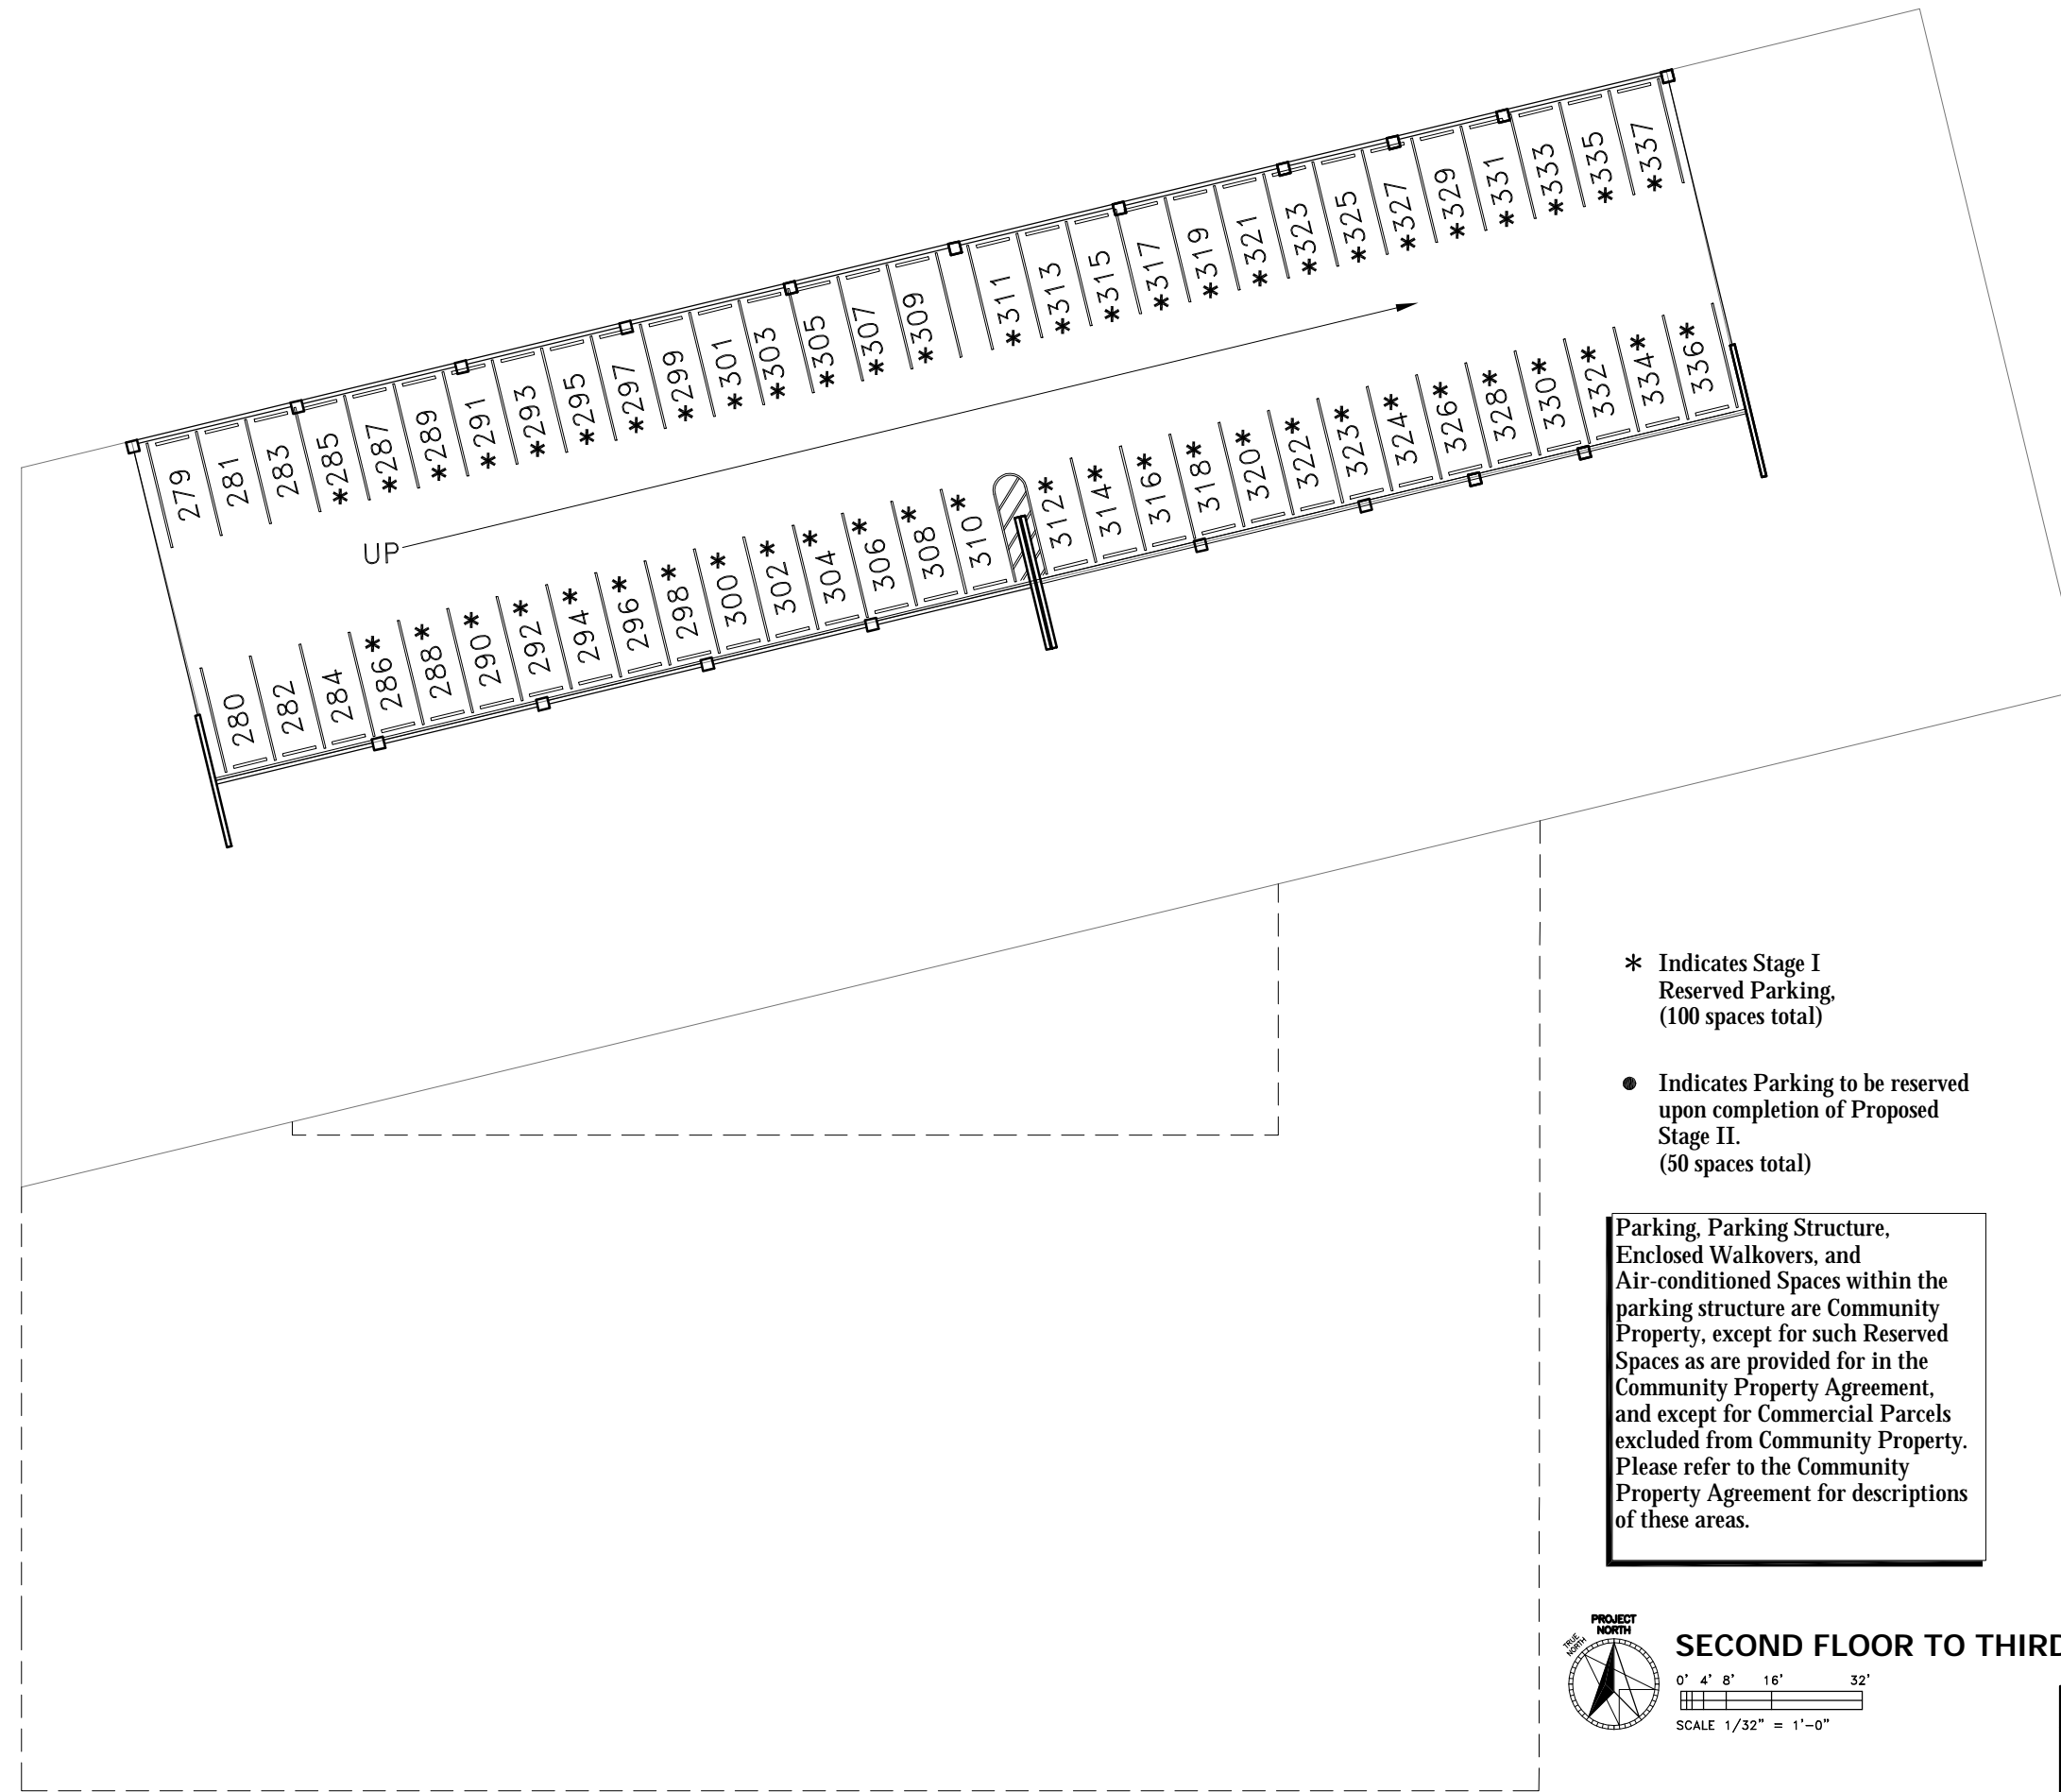 279 281 283 *285 *287 *289 *291 *293 *295 *297 *299 *301 *303 *305 *307 *309 *311 *313 *315 *317 *319 *321 *323 *325 *327 *329 *331 *333 *335 *337
UP
280 282 284 286* 288* 290* 292* 294* 296* 298* 300* 302* 304* 306* 308* 310* 312* 314* 316* 318* 320* 322* 323* 324* 326* 328* 330* 332* 334* 336*
* Indicates Stage I
Reserved Parking,
(100 spaces total)
● Indicates Parking to be reserved
upon completion of Proposed
Stage II.
(50 spaces total)
Parking, Parking Structure,
Enclosed Walkovers, and
Air-conditioned Spaces within the
parking structure are Community
Property, except for such Reserved
Spaces as are provided for in the
Community Property Agreement,
and except for Commercial Parcels
excluded from Community Property.
Please refer to the Community
Property Agreement for descriptions
of these areas.
PROJECT
NORTH
TRUE
NORTH
SECOND FLOOR TO THIRD
0' 4' 8' 16' 32'
SCALE 1/32" = 1'-0"